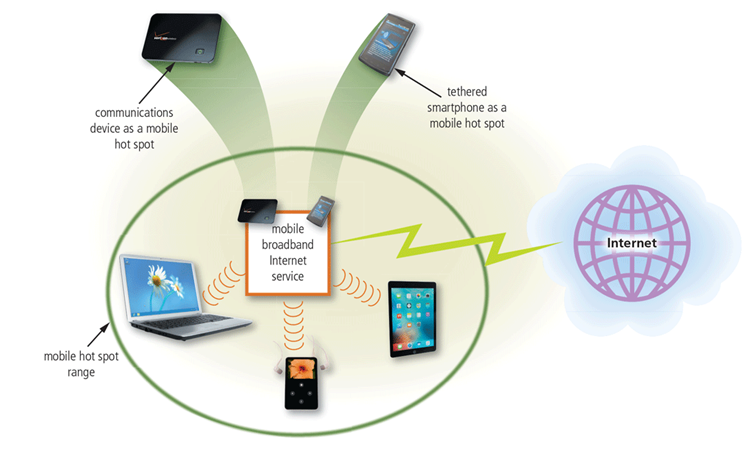 communications
device as a mobile
hot spot
tethered
smartphone as a
mobile hot spot
mobile
broadband
Internet
service
Internet
mobile hot spot
range